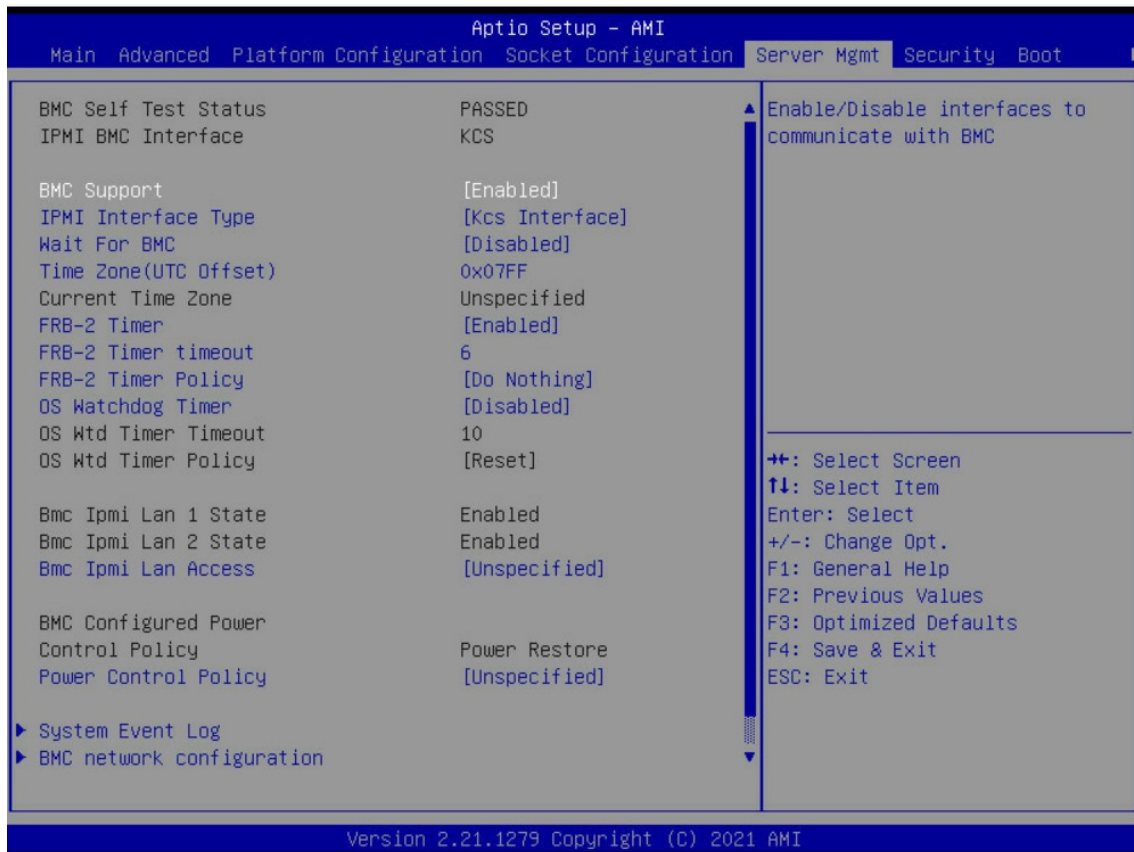 Aptio Setup - AMI
Main Advanced Platform Configuration Socket Configuration Server Mgmt Security Boot
BMC Self Test Status PASSED
IPMI BMC Interface KCS
BMC Support [Enabled]
IPMI Interface Type [Kcs Interface]
Wait For BMC [Disabled]
Time Zone(UTC Offset) 0x07FF
Current Time Zone Unspecified
FRB-2 Timer [Enabled]
FRB-2 Timer timeout 6
FRB-2 Timer Policy [Do Nothing]
OS Watchdog Timer [Disabled]
OS Wtd Timer Timeout 10
OS Wtd Timer Policy [Reset]
Bmc Ipmi Lan 1 State Enabled
Bmc Ipmi Lan 2 State Enabled
Bmc Ipmi Lan Access [Unspecified]
BMC Configured Power
Control Policy Power Restore
Power Control Policy [Unspecified]
System Event Log
BMC network configuration
Enable/Disable interfaces to
communicate with BMC
→←: Select Screen
↑↓: Select Item
Enter: Select
+/-: Change Opt.
F1: General Help
F2: Previous Values
F3: Optimized Defaults
F4: Save & Exit
ESC: Exit
Version 2.21.1279 Copyright (C) 2021 AMI